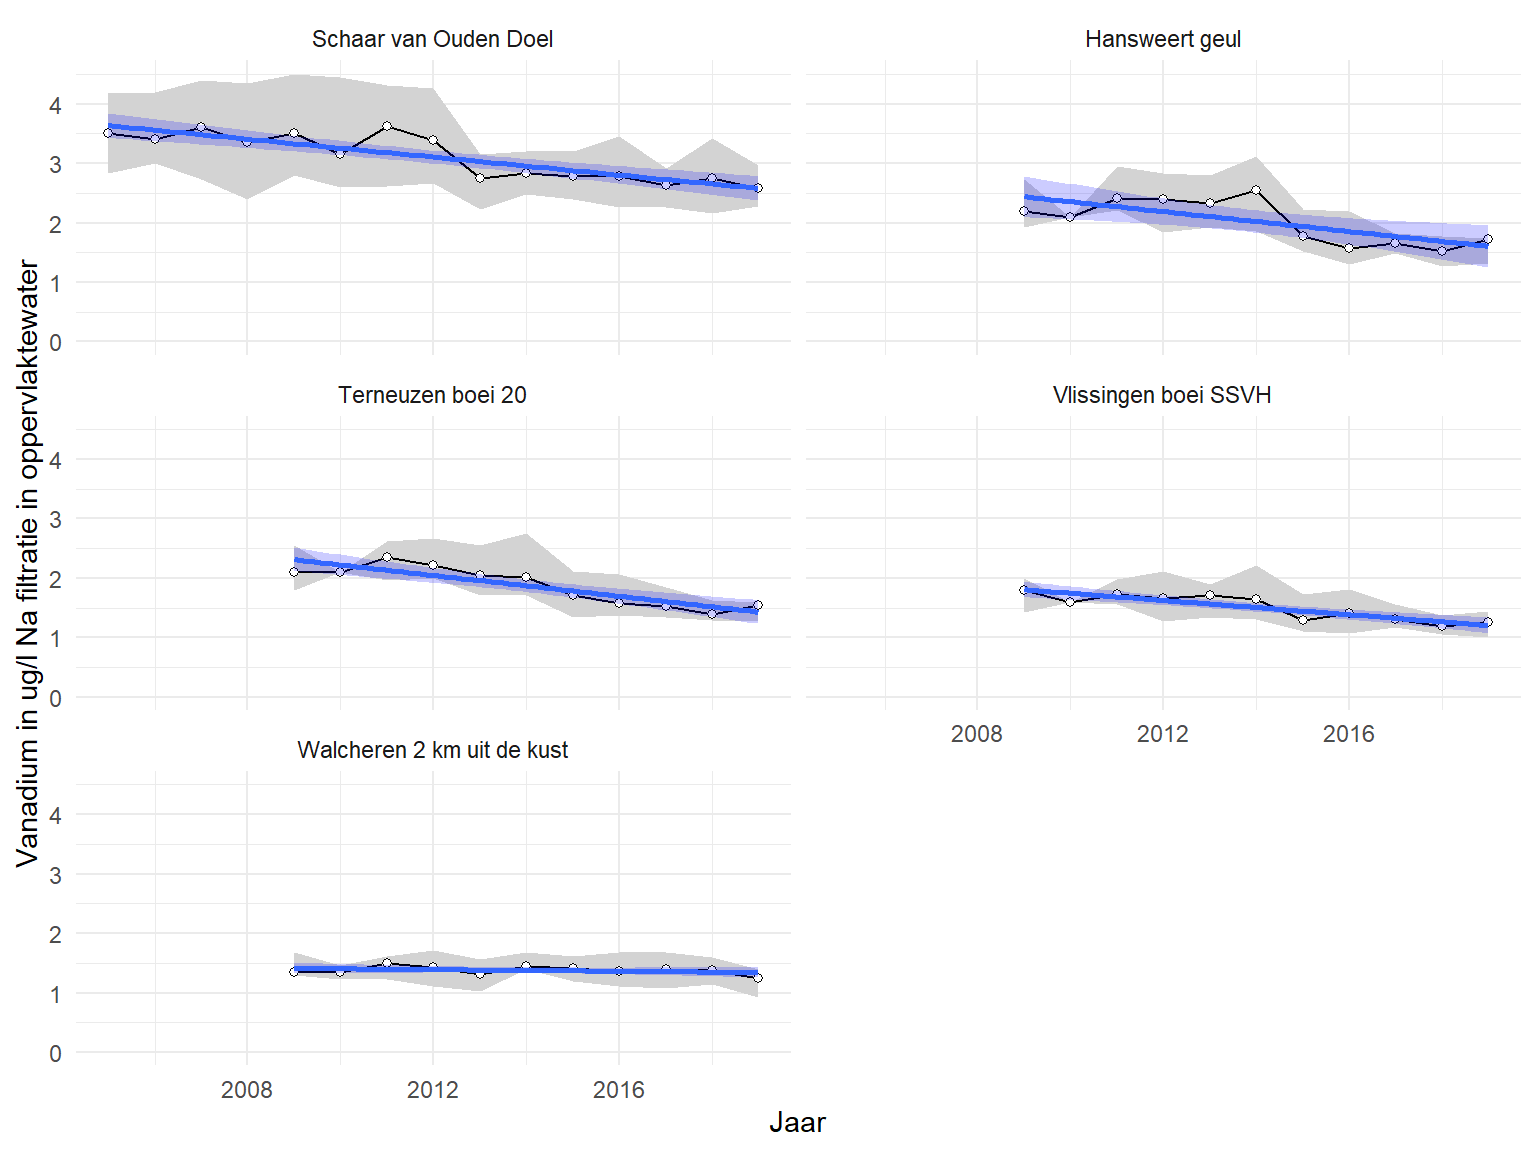 Schaar van Ouden Doel
Hansweert geul
4
3
2
1
0
Terneuzen boei 20
Vlissingen boei SSVH
4
3
2
1
0
2008 2012 2016
Walcheren 2 km uit de kust
4
3
2
1
0
2008 2012 2016
Jaar
Vanadium in ug/l Na filtratie in oppervlaktewater